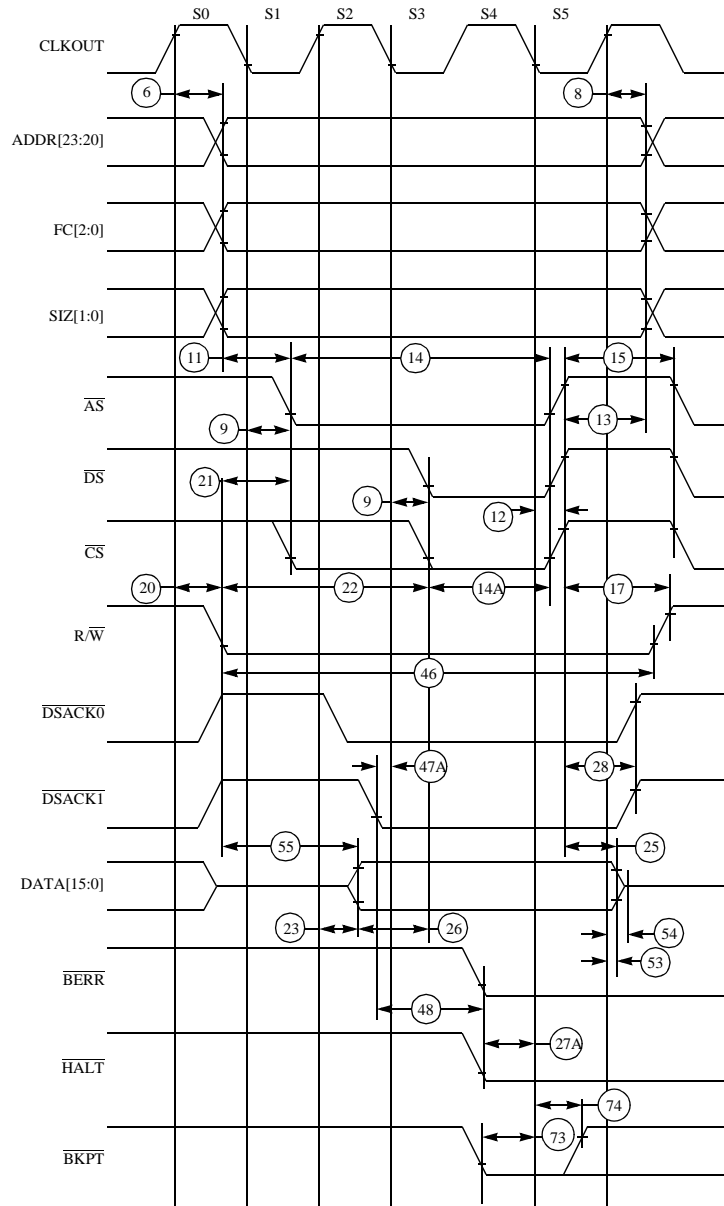 S0 S1 S2 S3 S4 S5
CLKOUT
6 8
ADDR[23:20]
FC[2:0]
SIZ[1:0]
11 14 15
AS
9 13
DS
21 9 12
CS
20 22 14A 17
R/W
46
DSACK0
47A 28
DSACK1
55 25
DATA[15:0]
23 26 54
53
BERR
48
27A
HALT
74
73
BKPT